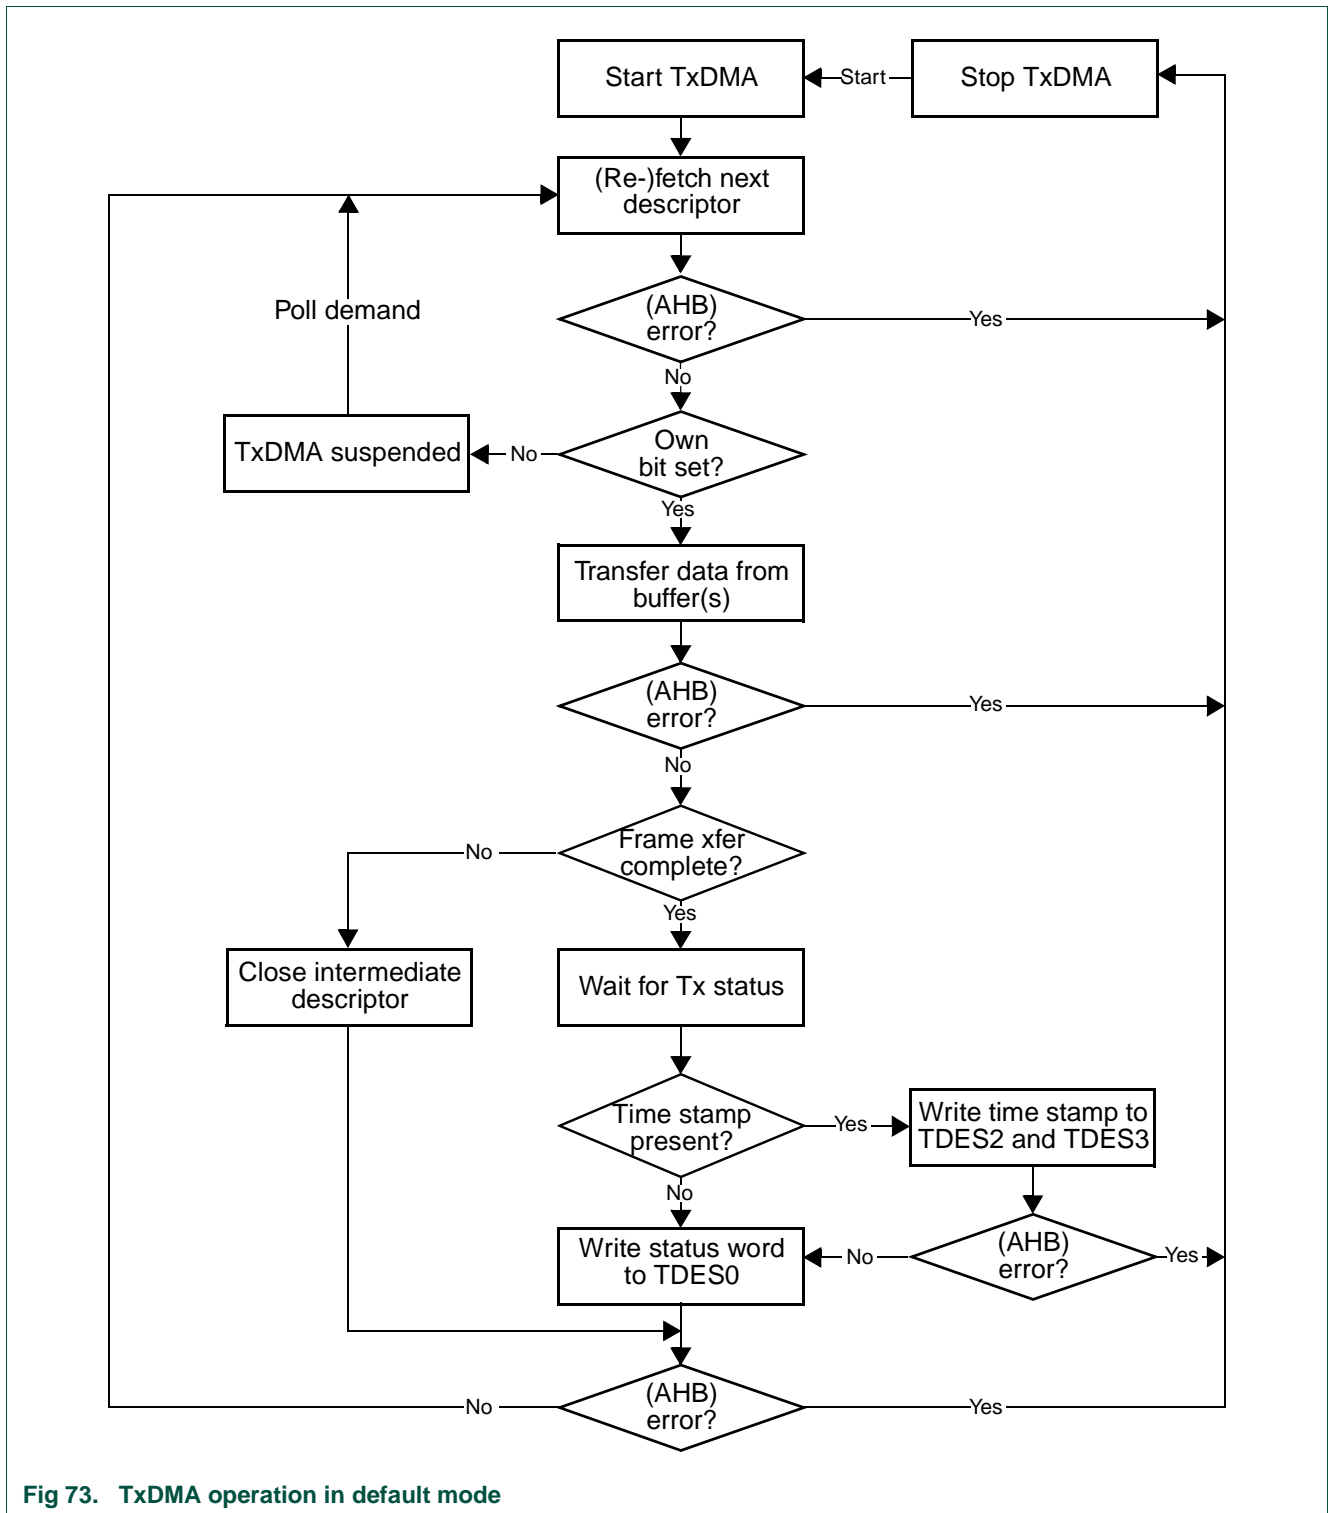 Start TxDMA
Start
Stop TxDMA
(Re-)fetch next
descriptor
Poll demand
(AHB)
error?
Yes
No
TxDMA suspended
No
Own
bit set?
Yes
Transfer data from
buffer(s)
(AHB)
error?
Yes
No
Frame xfer
complete?
No
Yes
Close intermediate
descriptor
Wait for Tx status
Time stamp
present?
Yes
Write time stamp to
TDES2 and TDES3
No
Write status word
to TDES0
No
(AHB)
error?
Yes
No
(AHB)
error?
Yes
Fig 73. TxDMA operation in default mode